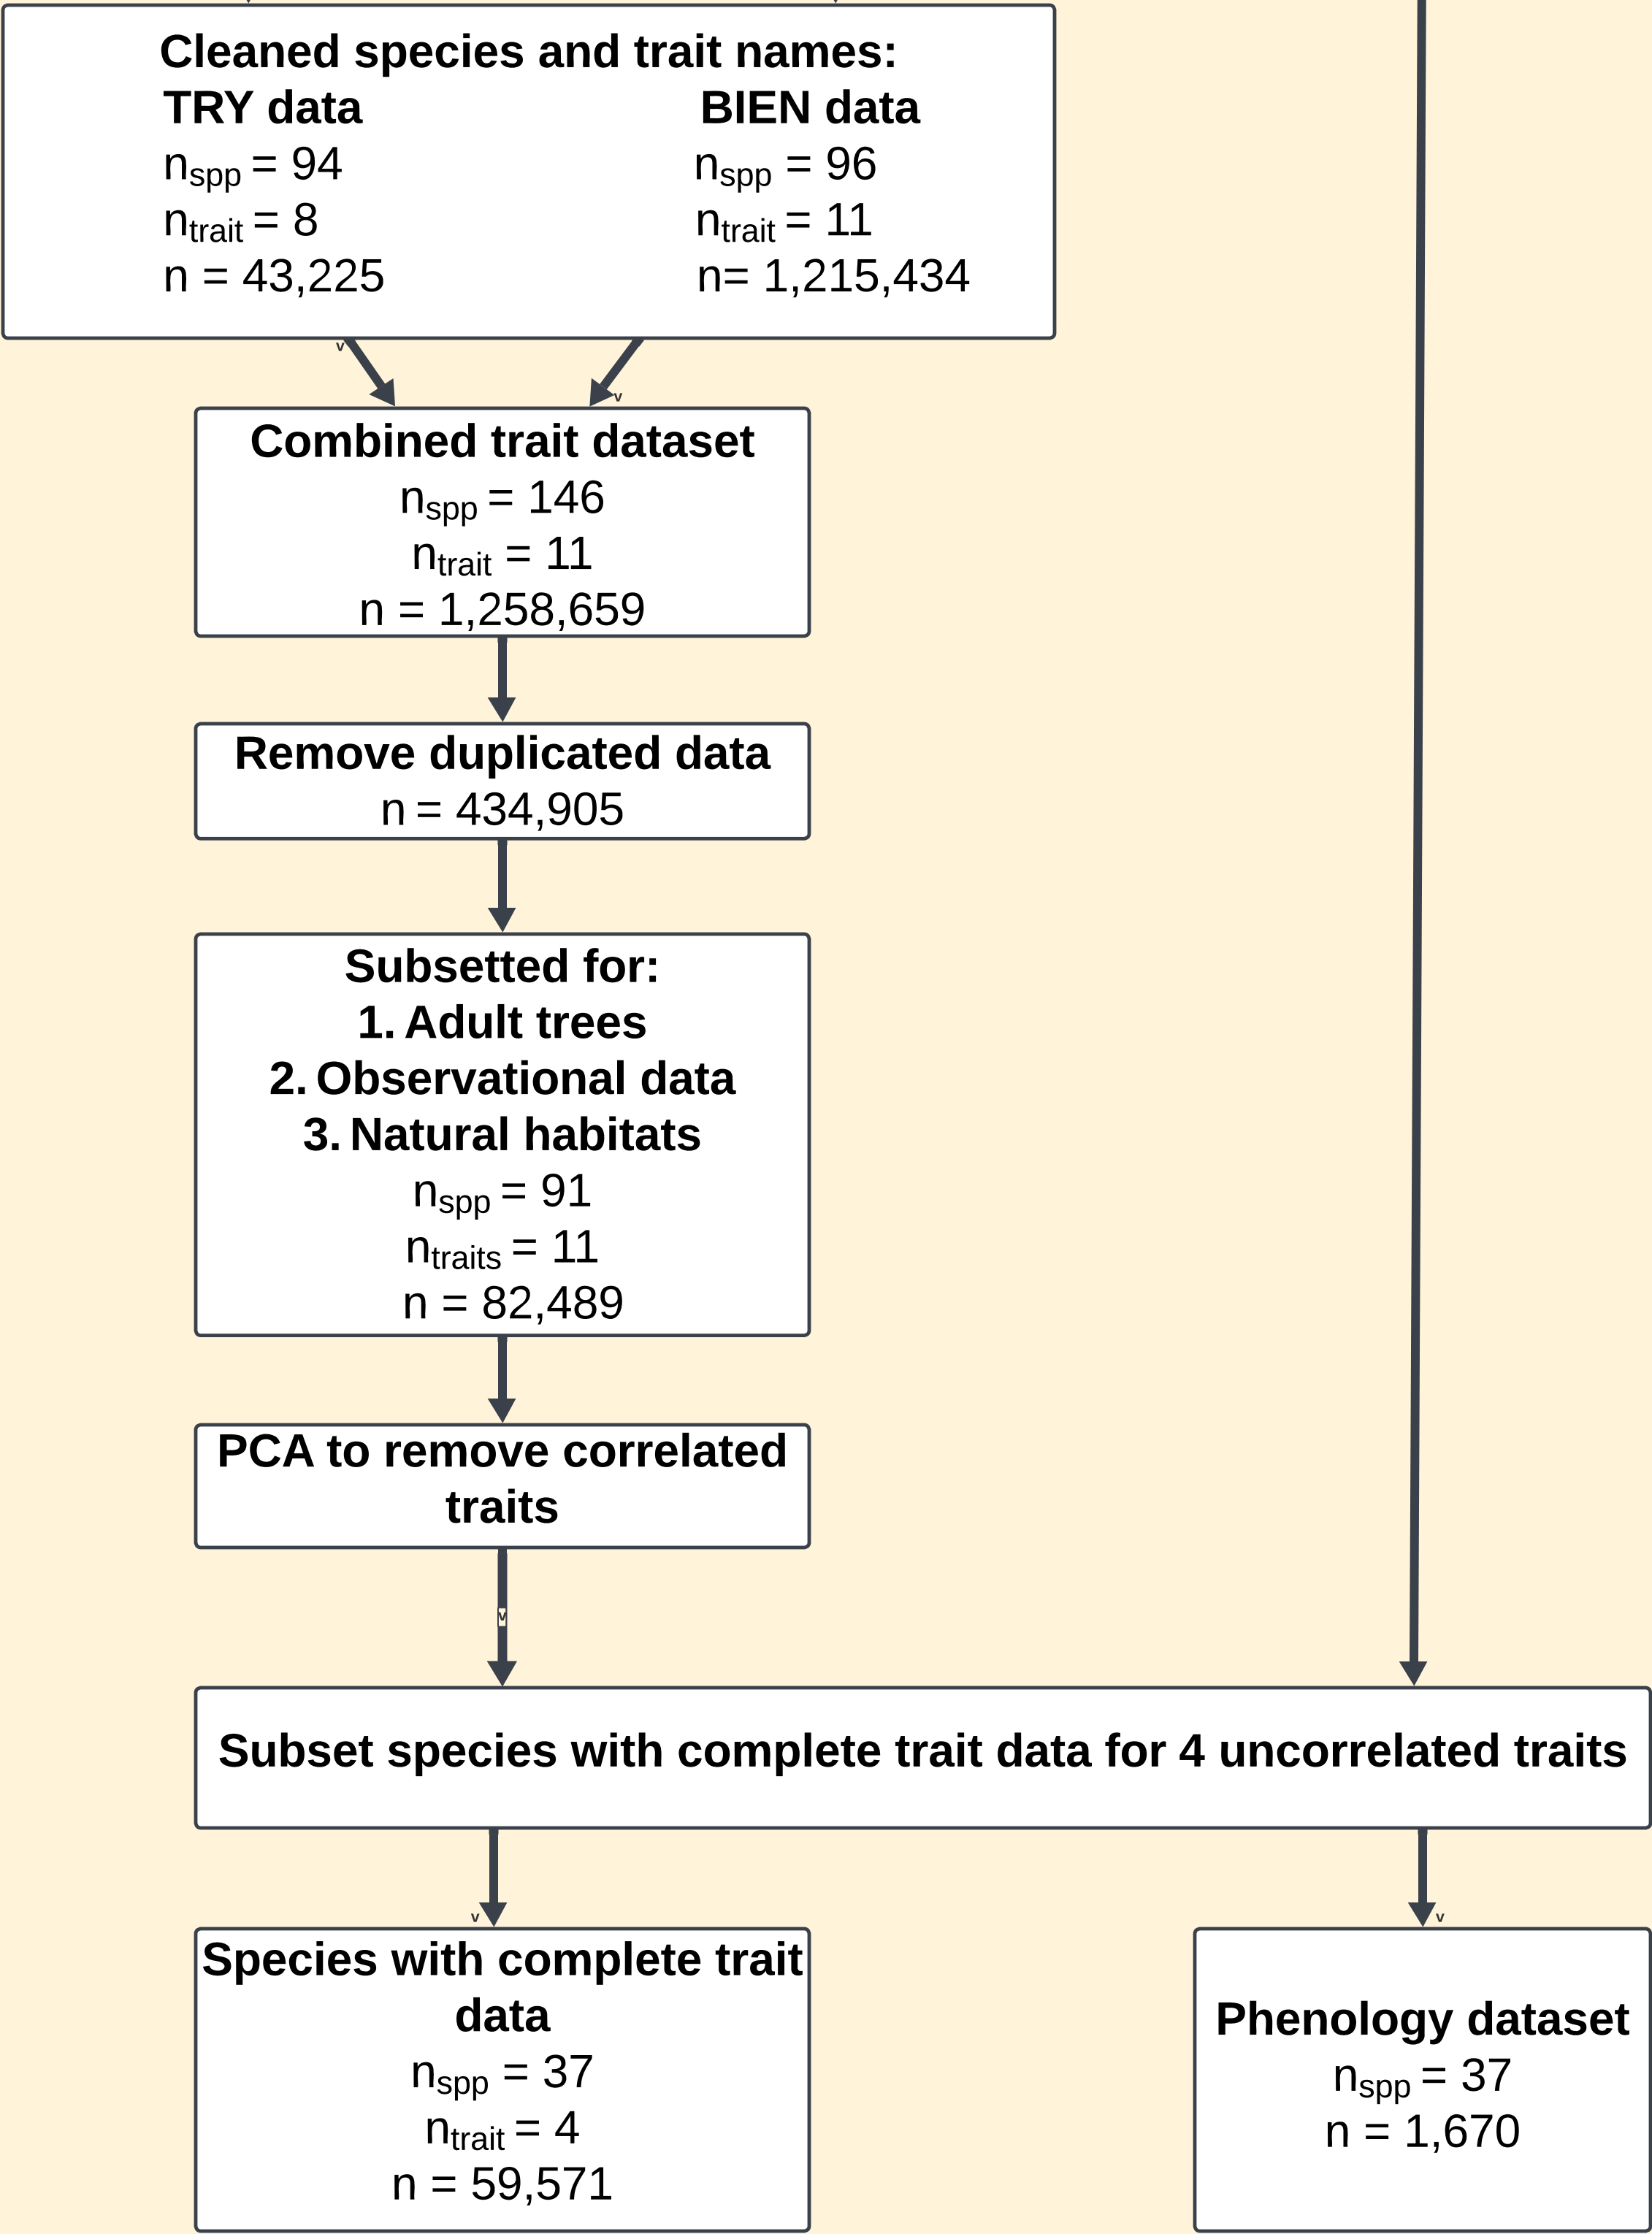 Cleaned species and trait names:
TRY data
nspp = 94
ntrait = 8
n = 43,225
BIEN data
nspp = 96
ntrait = 11
n= 1,215,434
v
v
Combined trait dataset
nspp = 146
ntrait = 11
n = 1,258,659
Remove duplicated data
n = 434,905
Subsetted for:
1. Adult trees
2. Observational data
3. Natural habitats
nspp = 91
ntraits = 11
n = 82,489
PCA to remove correlated
traits
v
Subset species with complete trait data for 4 uncorrelated traits
v
v
Species with complete trait
data
nspp = 37
ntrait = 4
n = 59,571
Phenology dataset
nspp = 37
n = 1,670